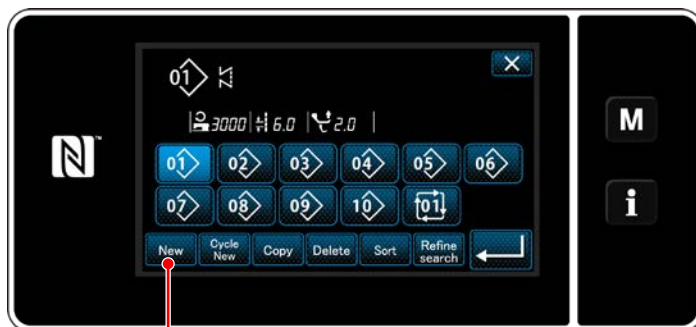 01
3000 6.0 2.0
01 02 03 04 05 06
07 08 09 10 01
New Cycle New Copy Delete Sort Refine search
N
M
i